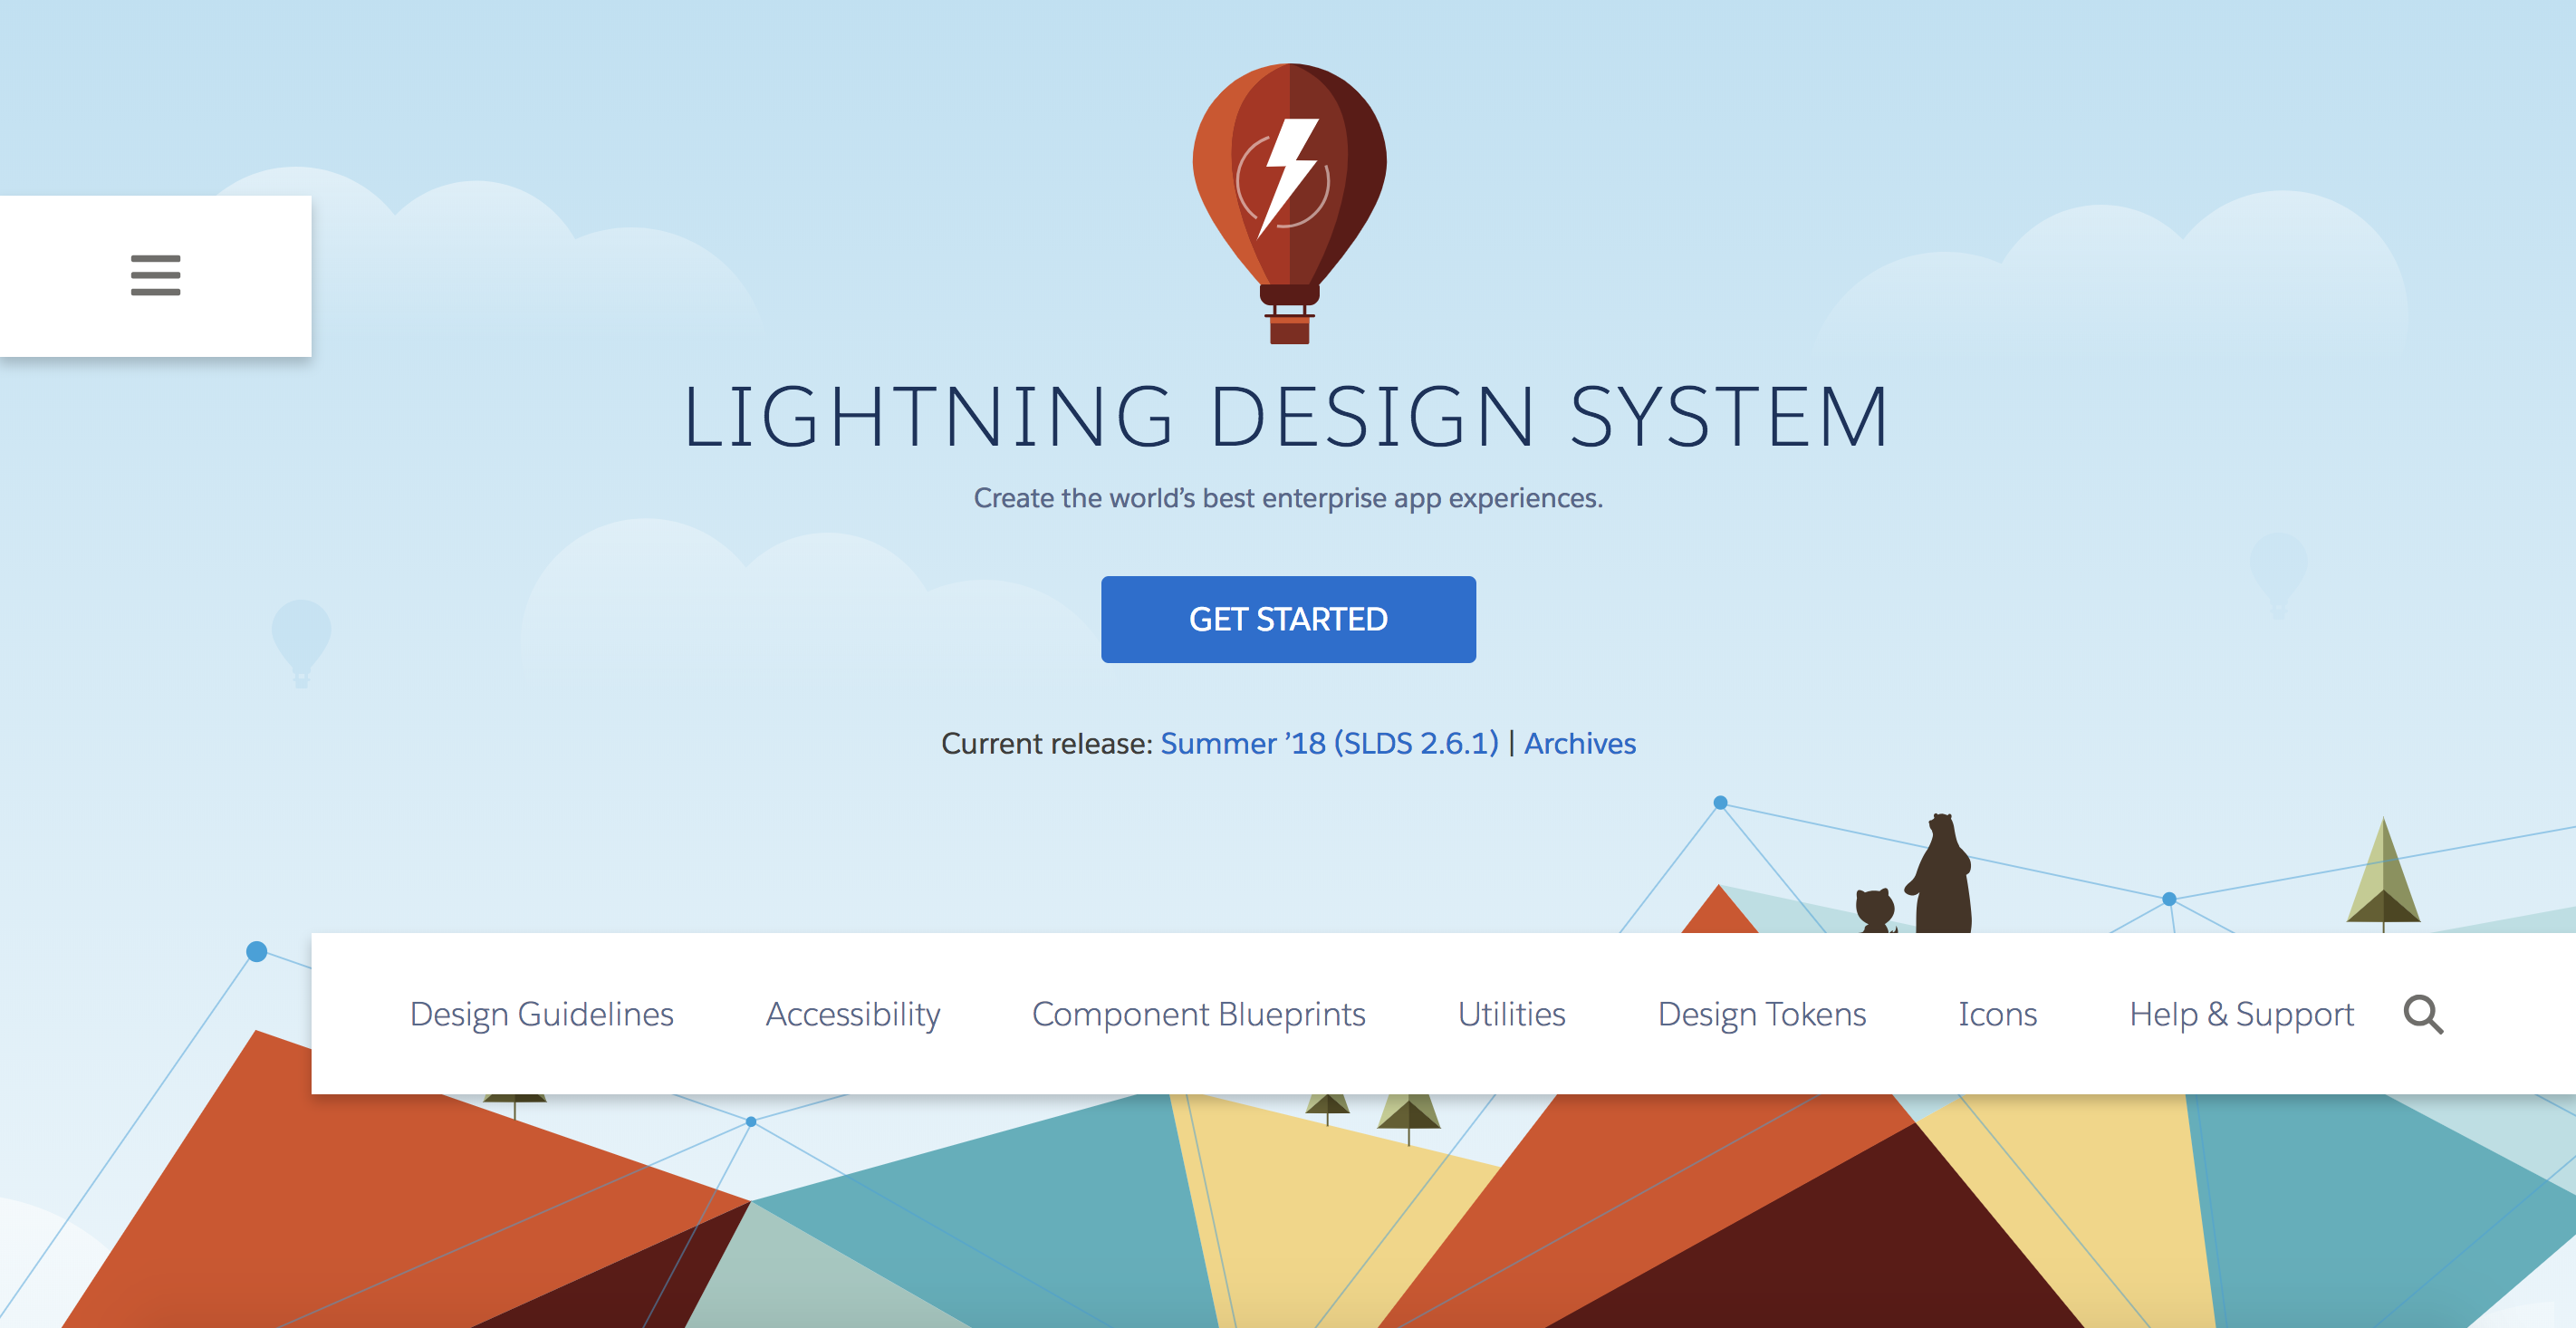 LIGHTNING DESIGN SYSTEM
Create the world’s best enterprise app experiences.
GET STARTED
Current release: Summer ’18 (SLDS 2.6.1) | Archives
Design Guidelines Accessibility Component Blueprints Utilities Design Tokens Icons Help & Support